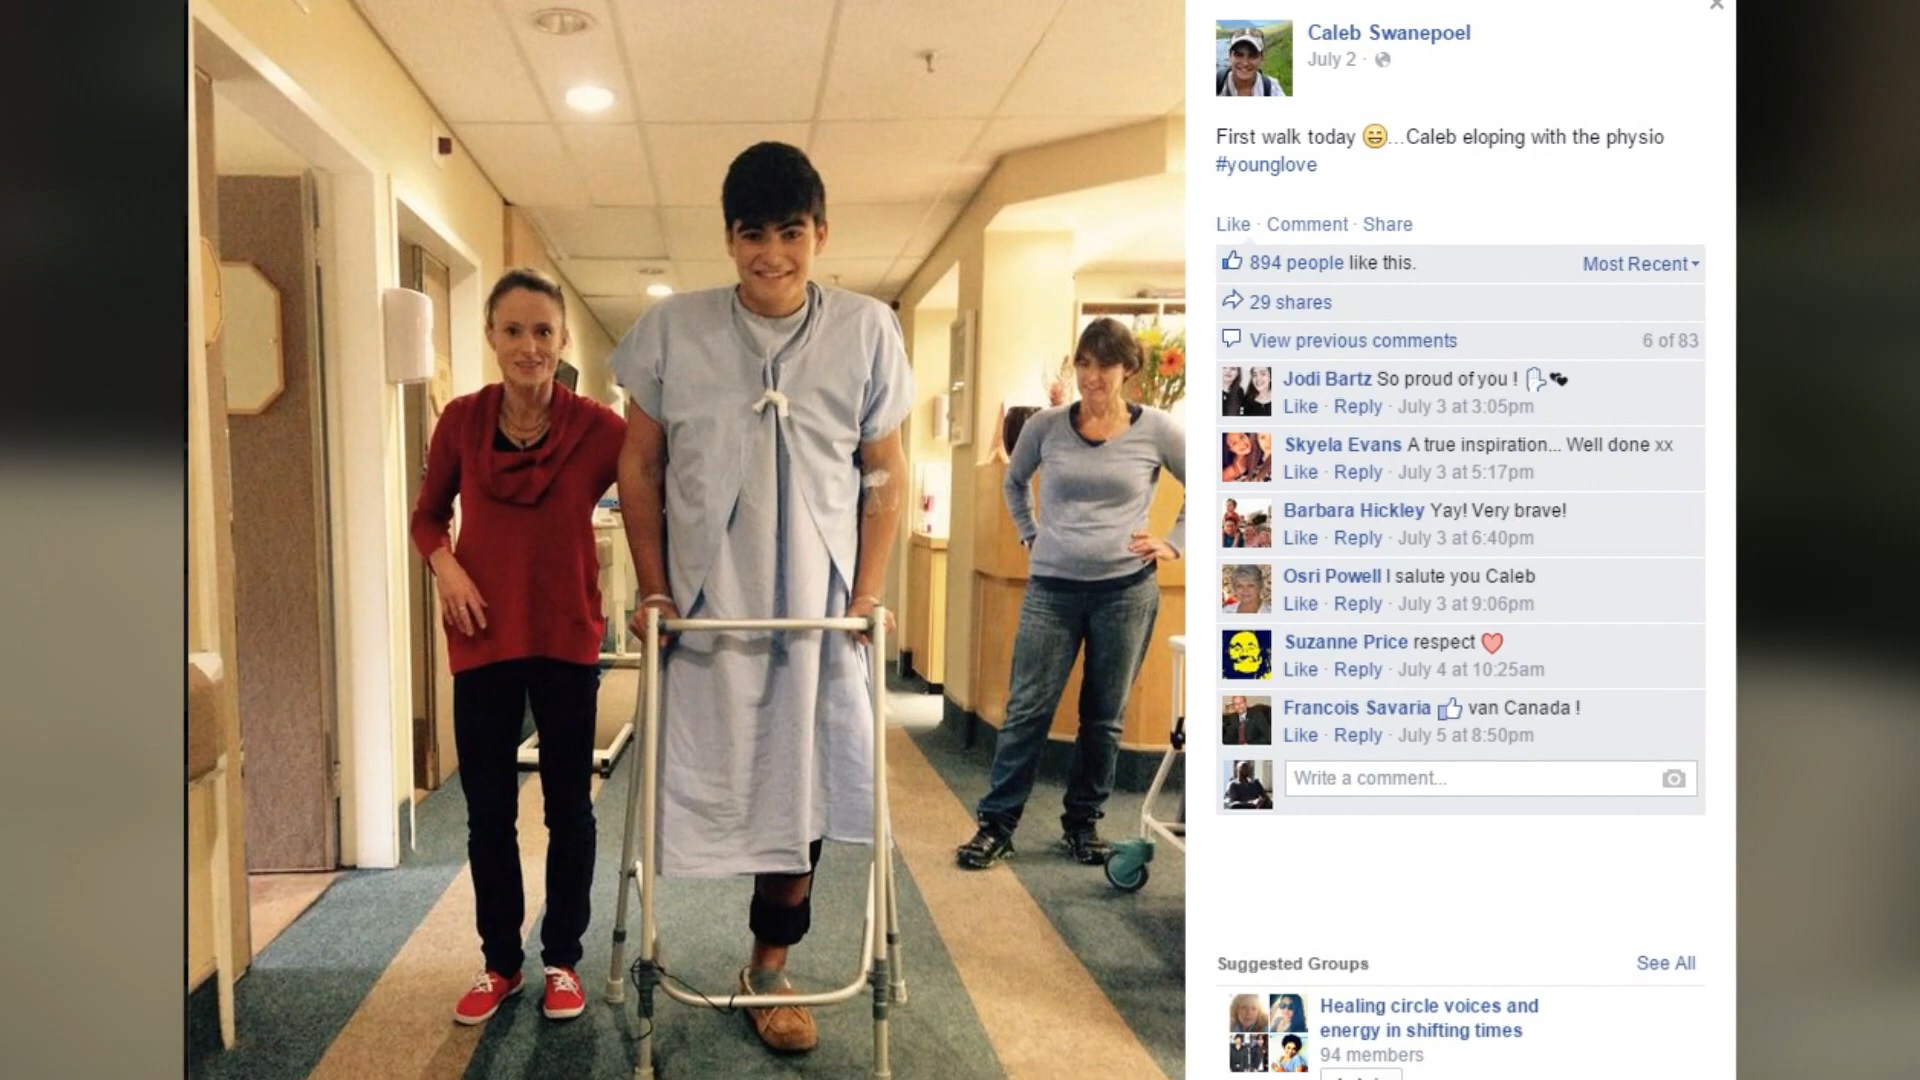 Caleb Swanepoel
July 2 ·
First walk today 😄...Caleb eloping with the physio
#younglove
Like · Comment · Share
894 people like this.
Most Recent
29 shares
View previous comments
6 of 83
Jodi Bartz So proud of you !
Like · Reply · July 3 at 3:05pm
Skyela Evans A true inspiration... Well done xx
Like · Reply · July 3 at 5:17pm
Barbara Hickley Yay! Very brave!
Like · Reply · July 3 at 6:40pm
Osri Powell I salute you Caleb
Like · Reply · July 3 at 9:06pm
Suzanne Price respect
Like · Reply · July 4 at 10:25am
Francois Savaria van Canada !
Like · Reply · July 5 at 8:50pm
Write a comment...
Suggested Groups
See All
Healing circle voices and
energy in shifting times
94 members